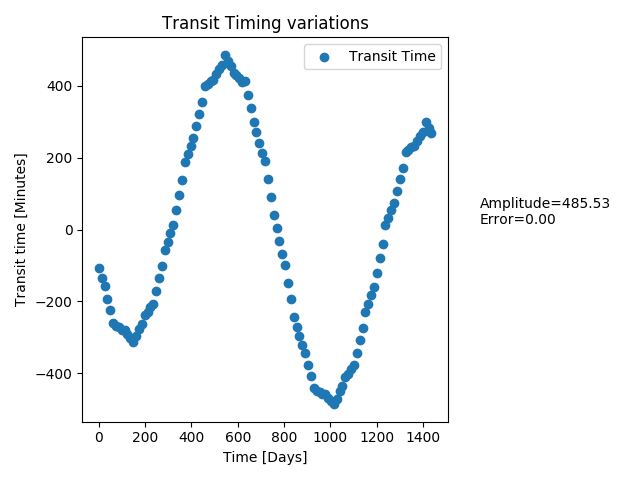 Transit Timing variations
Transit Time
Transit time [Minutes]
400
200
0
−200
−400
0 200 400 600 800 1000 1200 1400
Time [Days]
Amplitude=485.53
Error=0.00